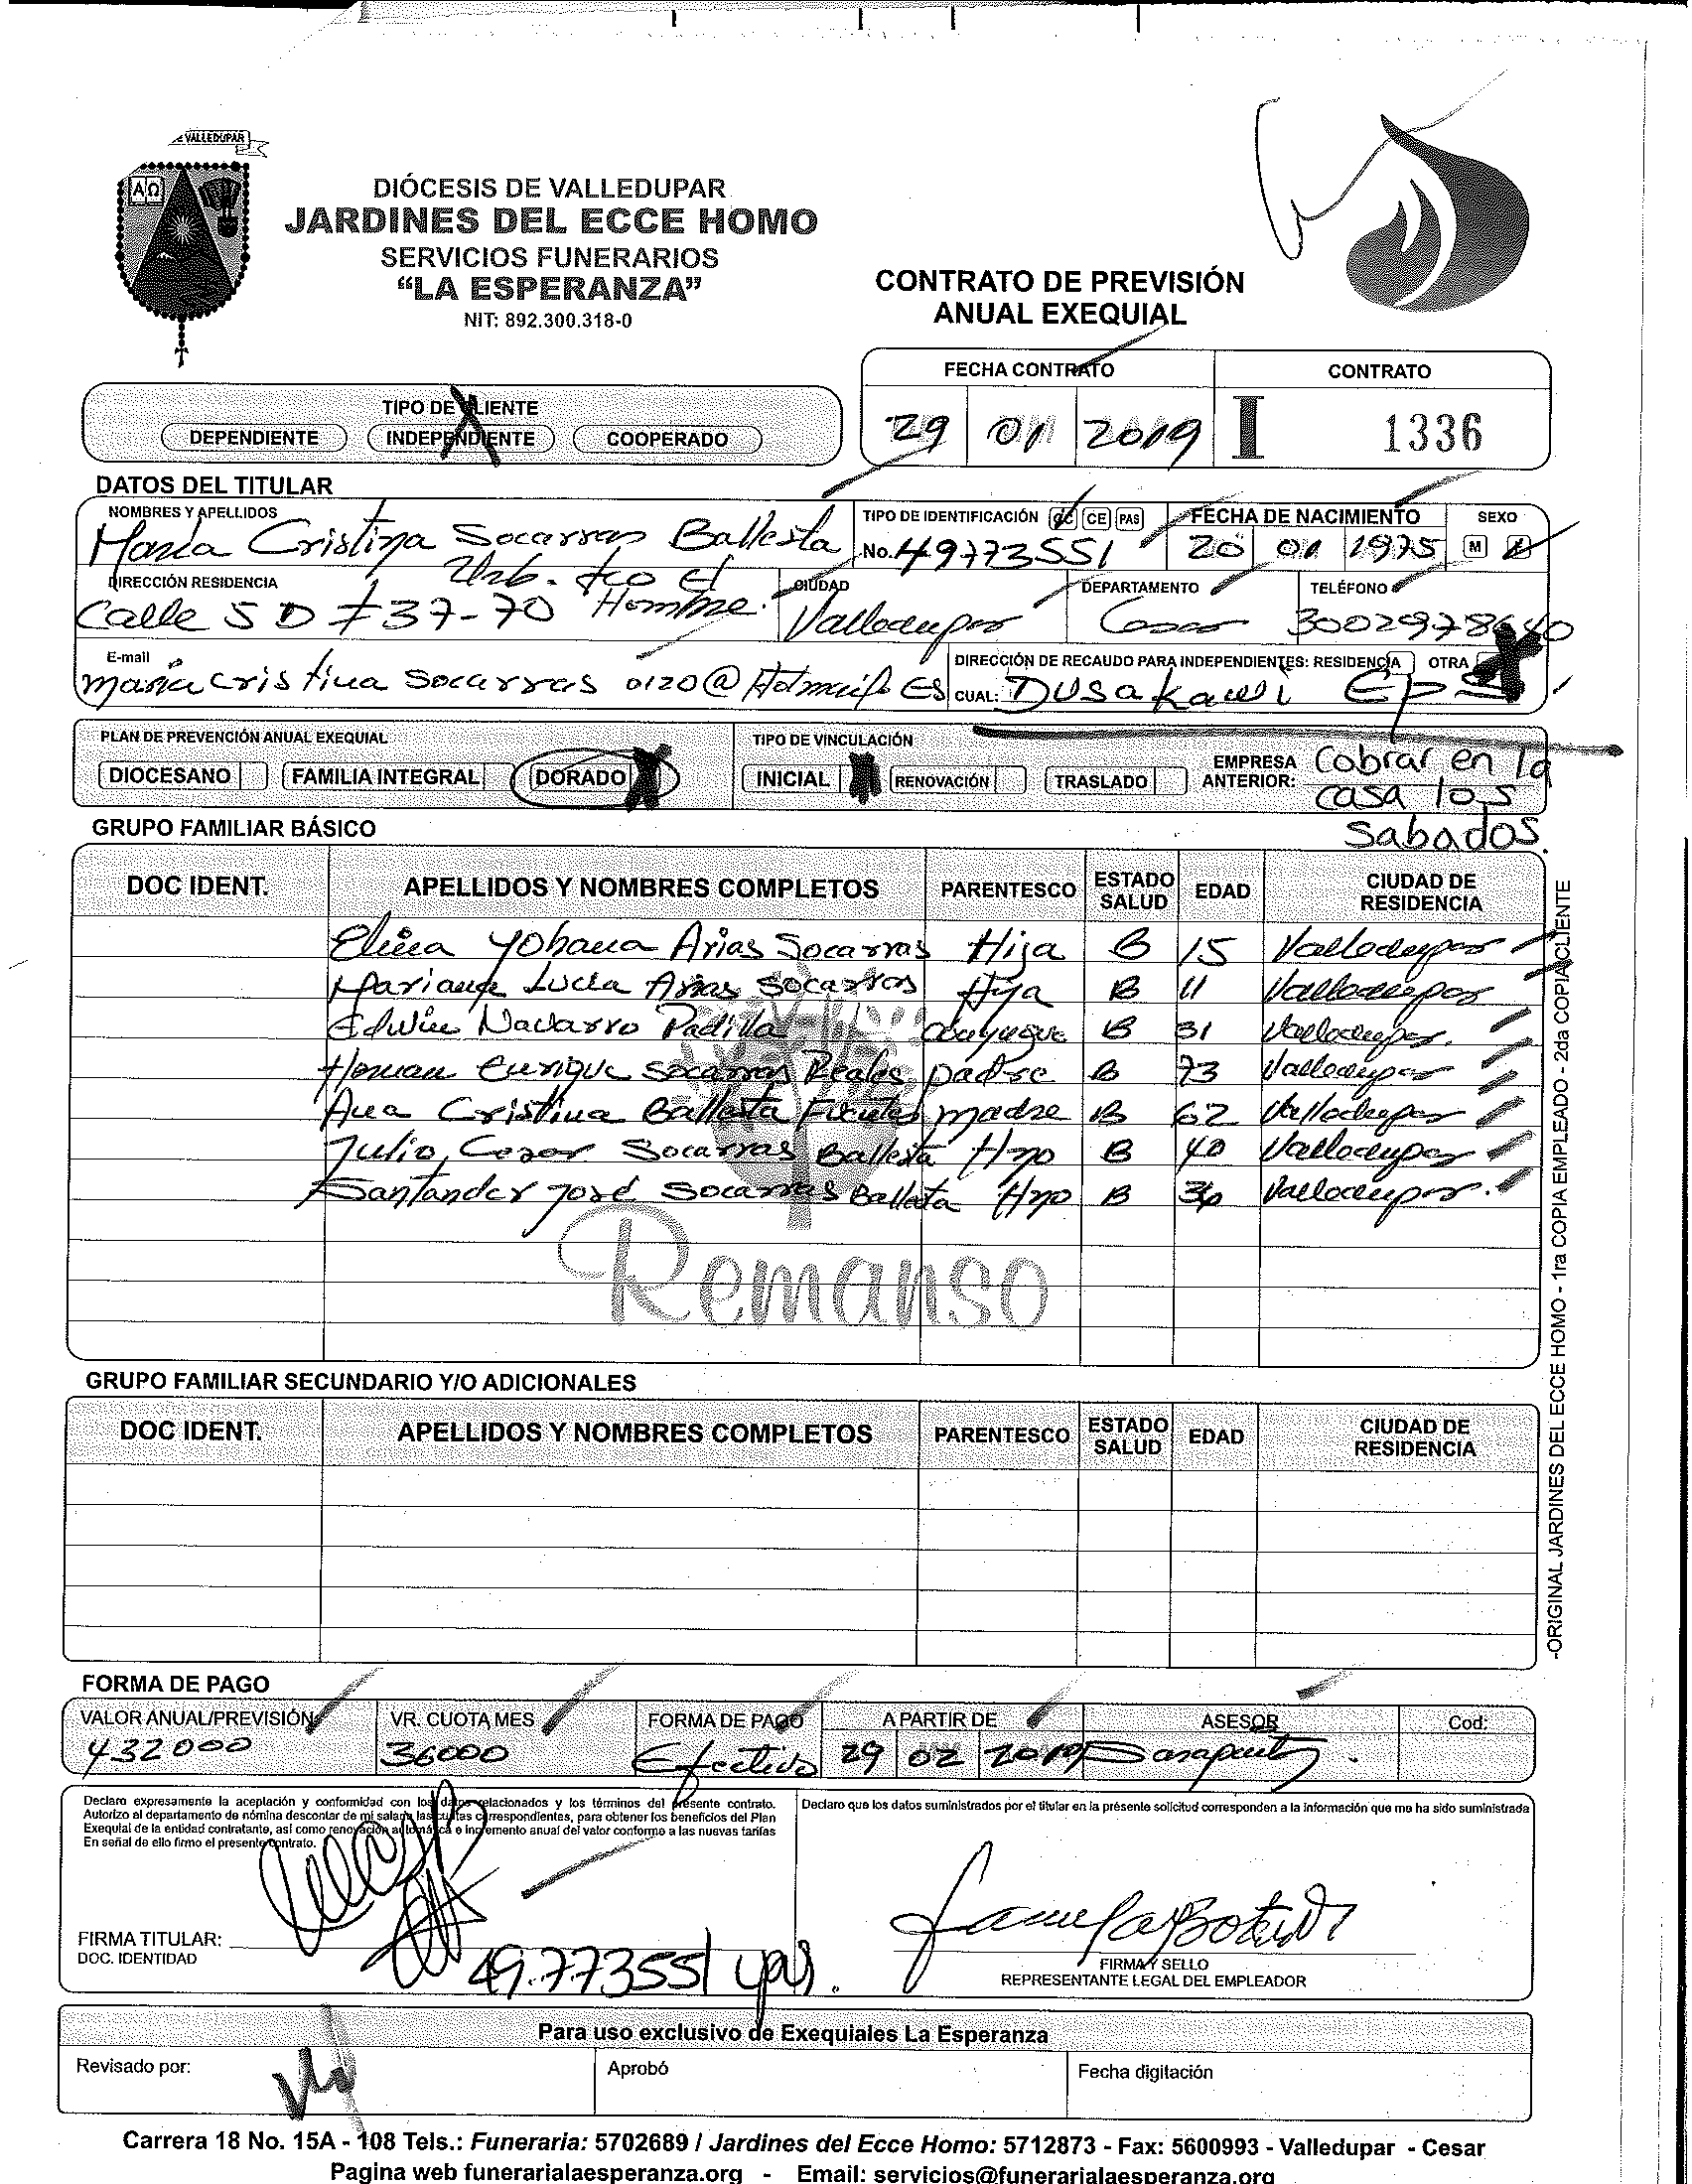 VALLEDUPAR
A Ω
DIÓCESIS DE VALLEDUPAR
JARDINES DEL ECCE HOMO
SERVICIOS FUNERARIOS
“LA ESPERANZA”
NIT: 892.300.318-0
CONTRATO DE PREVISIÓN
ANUAL EXEQUIAL
FECHA CONTRATO CONTRATO
29 01 2019 I 1336
TIPO DE CLIENTE
DEPENDIENTE INDEPENDIENTE X COOPERADO
DATOS DEL TITULAR
NOMBRES Y APELLIDOS TIPO DE IDENTIFICACIÓN CC CE PAS FECHA DE NACIMIENTO SEXO
María Cristina Socarras Ballesta No. 49773551 20 01 1975 M
DIRECCIÓN RESIDENCIA Urb. fco El CIUDAD DEPARTAMENTO TELÉFONO
Calle 5 D # 37-70 Hombre. Valledupar Cesar
E-mail DIRECCIÓN DE RECAUDO PARA INDEPENDIENTES: RESIDENCIA OTRA X
maria cristina socarras 0120@Hotmail. ES CUAL: Dusakawi EPS
PLAN DE PREVENCIÓN ANUAL EXEQUIAL TIPO DE VINCULACIÓN
DIOCESANO FAMILIA INTEGRAL DORADO X INICIAL X RENOVACIÓN TRASLADO EMPRESA ANTERIOR: Cobrar en la
casa los
Sabados.
GRUPO FAMILIAR BÁSICO
DOC IDENT. APELLIDOS Y NOMBRES COMPLETOS PARENTESCO ESTADO SALUD EDAD CIUDAD DE RESIDENCIA
Elina Yohana Arias Socarras Hija B 15 Valledupar
Mariana Lucia Arias Socarras Hija B 11 Valledupar
Edwin Navarro Padilla B 31 Valledupar.
Hernan Enrique Socarras Reales padre B 73 Valledupar
Ana Cristina Ballesta Fuentes madre B 62 Valledupar
Julio Cesar Socarras Ballesta Hno B 40 Valledupar
Santander José Socarras Ballesta Hno B Valledupar.
Remanso
GRUPO FAMILIAR SECUNDARIO Y/O ADICIONALES
DOC IDENT. APELLIDOS Y NOMBRES COMPLETOS PARENTESCO ESTADO SALUD EDAD CIUDAD DE RESIDENCIA
-ORIGINAL JARDINES DEL ECCE HOMO - 1ra COPIA EMPLEADO - 2da COPIA CLIENTE
FORMA DE PAGO
VALOR ANUAL/PREVISIÓN VR. CUOTA MES FORMA DE PAGO A PARTIR DE ASESOR Cod:
432000 36000 Efectivo 29 02 2019
Declaro expresamente la aceptación y conformidad con los datos relacionados y los términos del presente contrato.
Autorizo al departamento de nómina descontar de mi salario las cuotas correspondientes, para obtener los beneficios del Plan
Exequial de la entidad contratante, así como renovación automática e incremento anual del valor conforme a las nuevas tarifas
En señal de ello firmo el presente contrato.
Declaro que los datos suministrados por el titular en la présente solicitud corresponden a la información que me ha sido suministrada
FIRMA TITULAR:
DOC. IDENTIDAD 49.773551
FIRMA Y SELLO
REPRESENTANTE LEGAL DEL EMPLEADOR
Para uso exclusivo de Exequiales La Esperanza
Revisado por: Aprobó Fecha digitación
Carrera 18 No. 15A - 108 Tels.: Funeraria: 5702689 / Jardines del Ecce Homo: 5712873 - Fax: 5600993 - Valledupar - Cesar
Pagina web funerarialaesperanza.org - Email: servicios@funerarialaesperanza.org